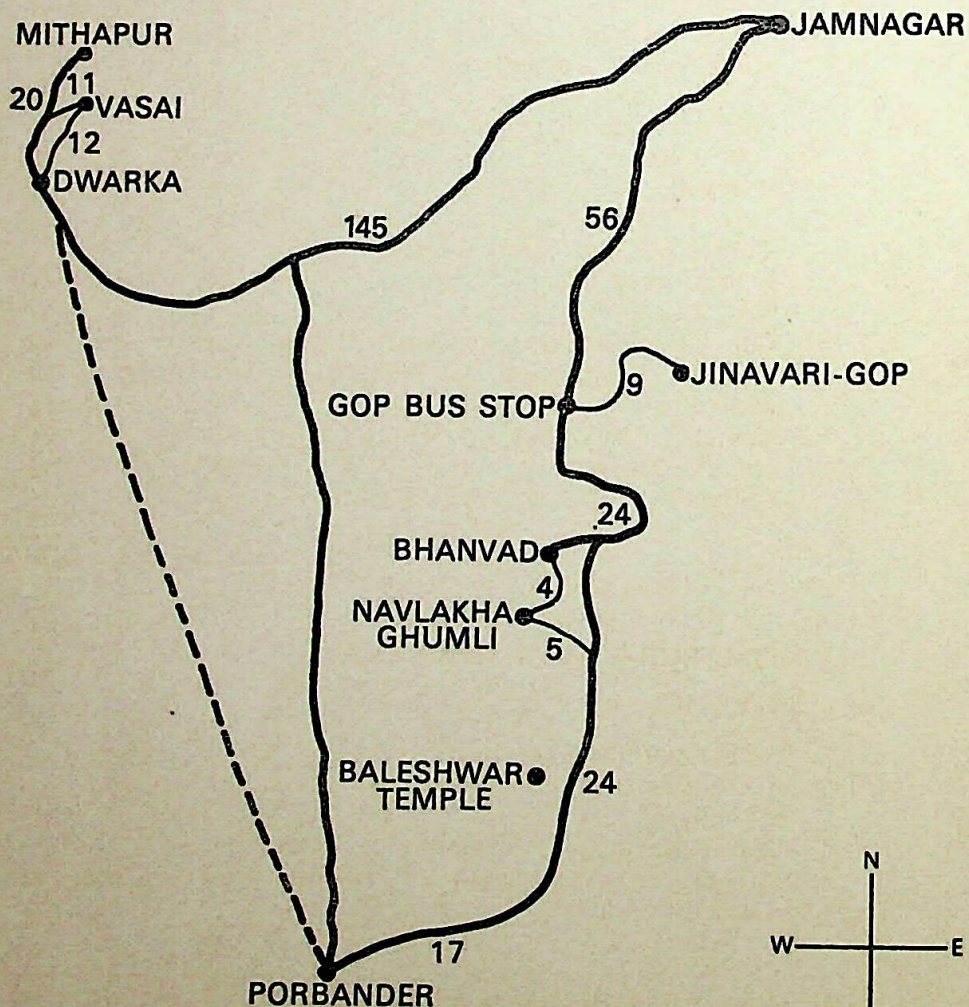 MITHAPUR
JAMNAGAR
11
20
VASAI
12
DWARKA
145
56
JINAVARI-GOP
9
GOP BUS STOP
24
BHANVAD
4
NAVLAKHA
GHUMLI
5
BALESHWAR
TEMPLE
24
N
W
E
17
PORBANDER